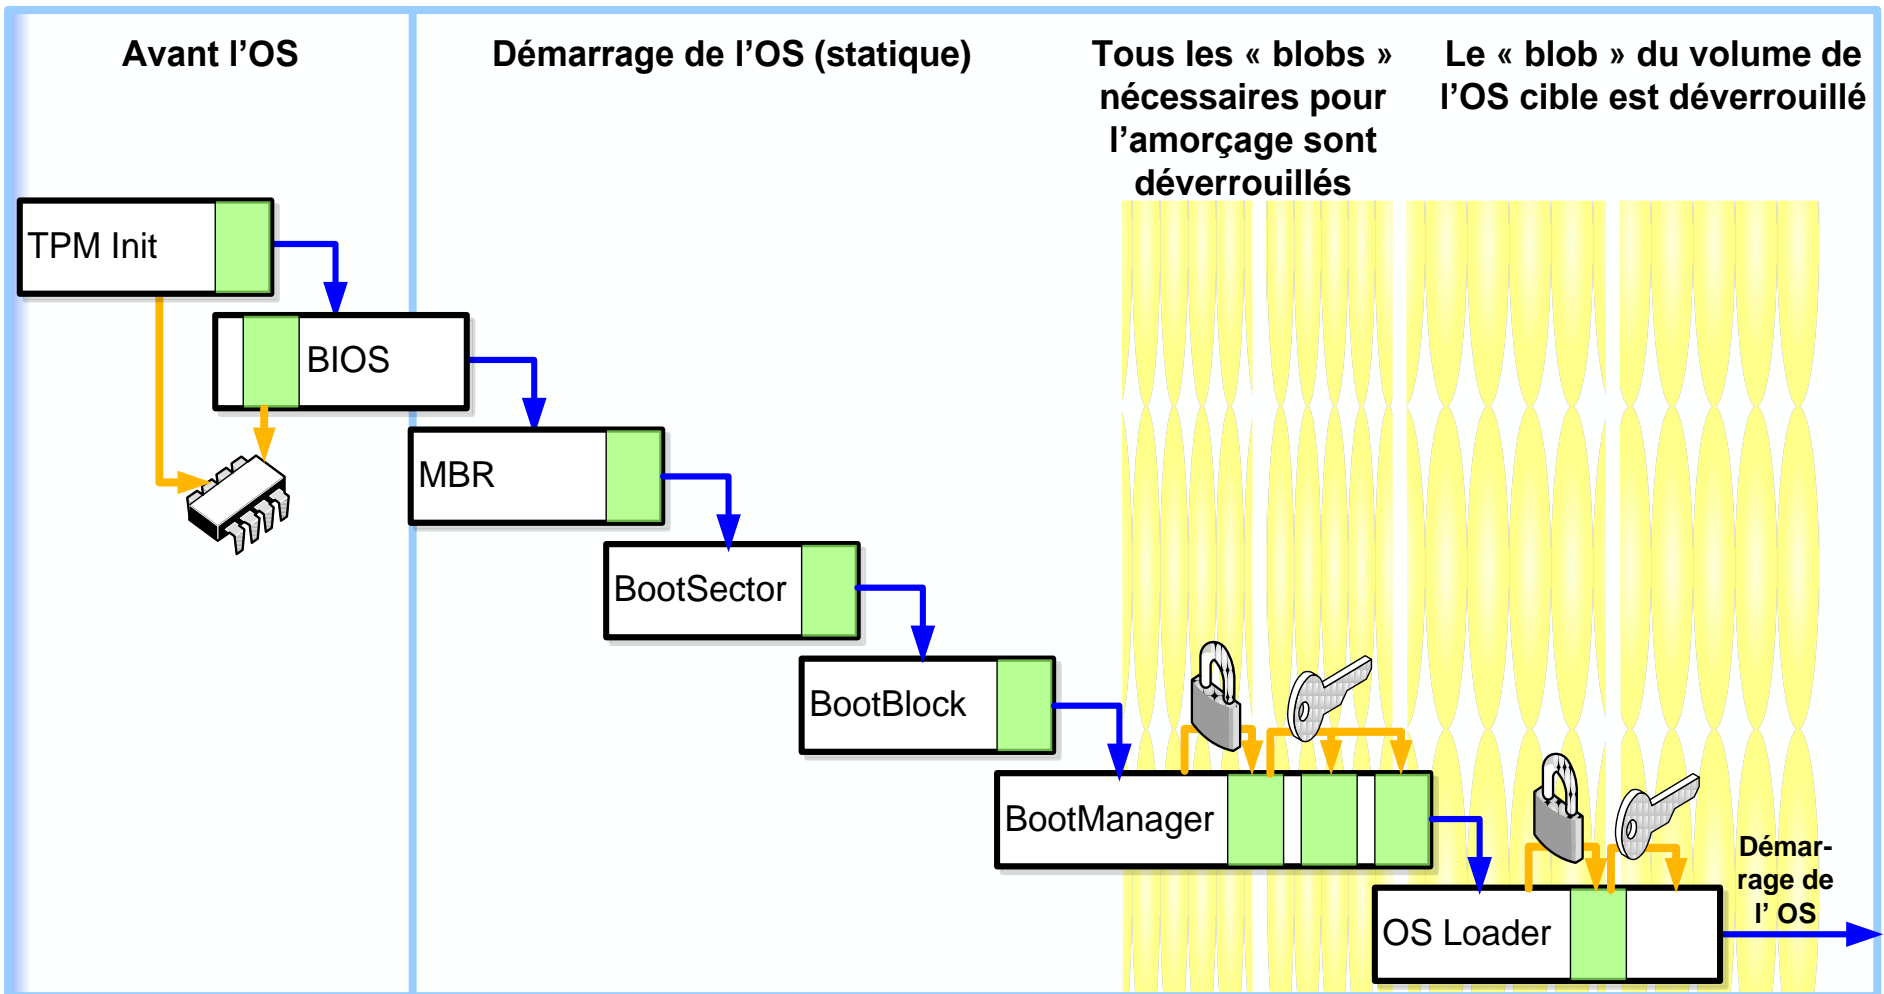 Avant l’OS
Démarrage de l’OS (statique)
Tous les « blobs »
nécessaires pour
l’amorçage sont
déverrouillés
Le « blob » du volume de
l’OS cible est déverrouillé
TPM Init
BIOS
MBR
BootSector
BootBlock
BootManager
OS Loader
Démar-
rage de
l’ OS